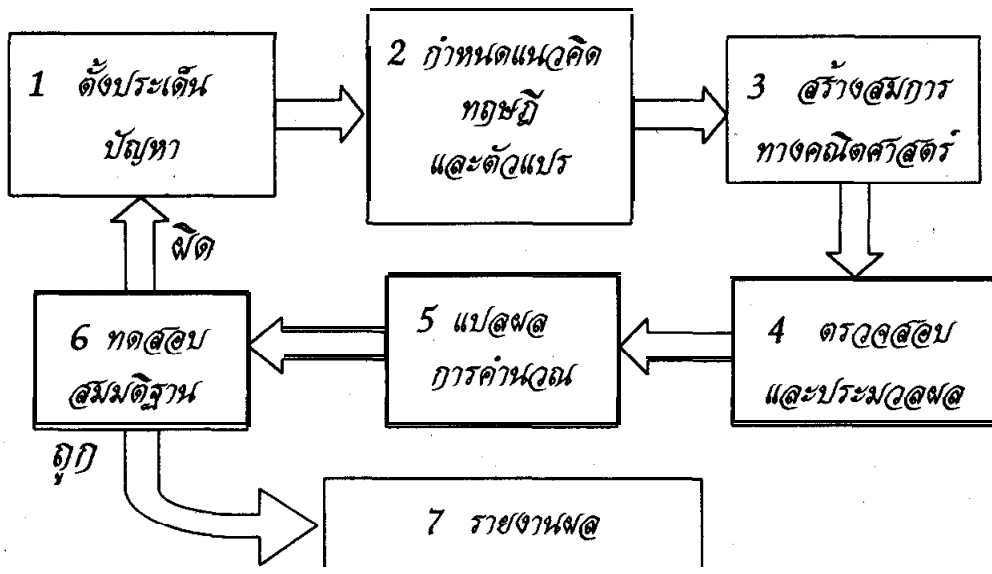 1 ตั้งประเด็น
ปัญหา
2 กำหนดแนวคิด
ทฤษฎี
และตัวแปร
3 สร้างสมการ
ทางคณิตศาสตร์
4 ตรวจสอบ
และประมวลผล
5 แปลผล
การคำนวณ
6 ทดสอบ
สมมติฐาน
ผิด
ถูก
7 รายงานผล